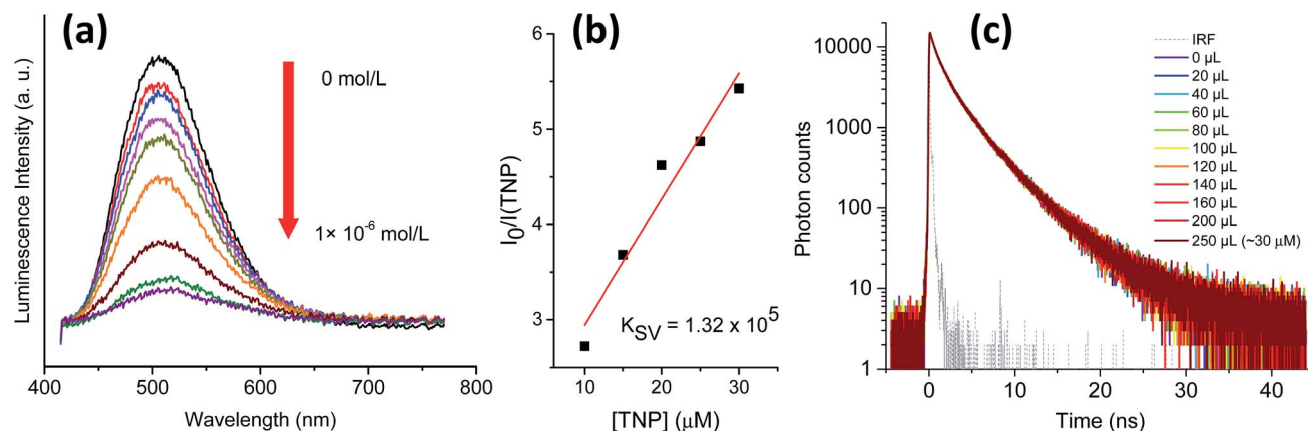 (a)
0 mol/L
1× 10⁻⁶ mol/L
Luminescence Intensity (a. u.)
400 500 600 700 800
Wavelength (nm)
(b)
6
5
4
3
I₀/I(TNP)
K_SV = 1.32 x 10⁵
10 20 30
[TNP] (µM)
(c)
10000
1000
100
10
1
Photon counts
IRF
0 µL
20 µL
40 µL
60 µL
80 µL
100 µL
120 µL
140 µL
160 µL
200 µL
250 µL (~30 µM)
0 10 20 30 40
Time (ns)